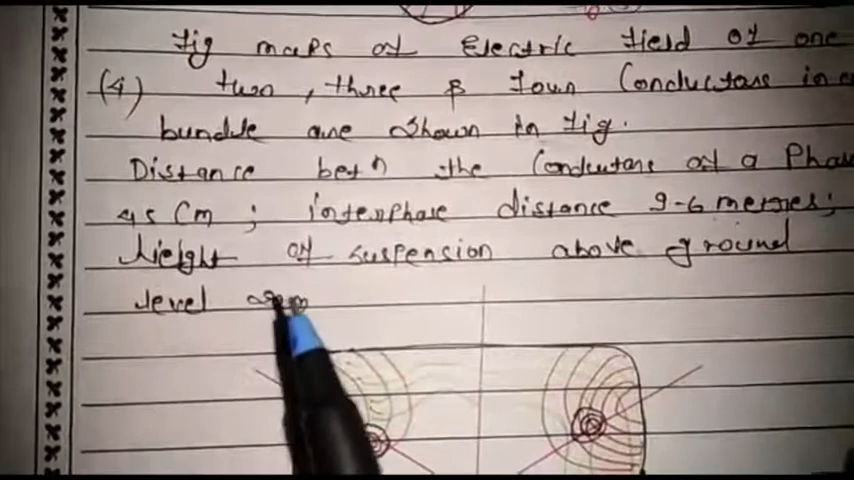 Fig maps of Electric Field of one
(4) two, three & four Conductors in a
bundle are shown in fig.
Distance betn the Conductors of a Phase
45 Cm ; interphase distance 9-6 metres;
height of suspension above ground
level